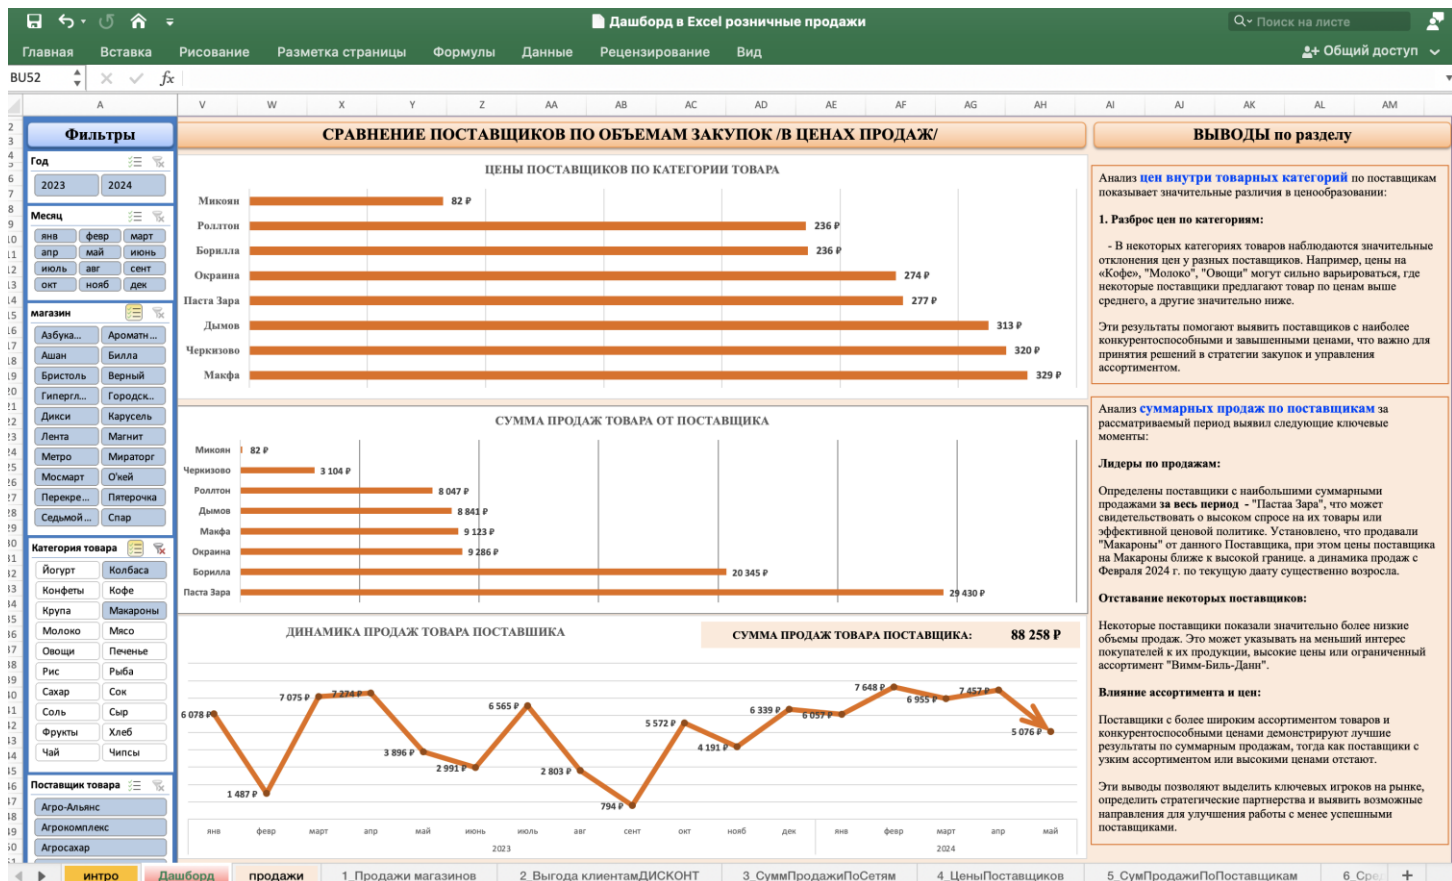 Дашборд в Excel розничные продажи
Поиск на листе
Главная Вставка Рисование Разметка страницы Формулы Данные Рецензирование Вид
Общий доступ
BU52 fx
A V W X Y Z AA AB AC AD AE AF AG AH AI AJ AK AL AM
Фильтры
Год
2023 2024
Месяц
янв февр март
апр май июнь
июль авг сент
окт нояб дек
магазин
Азбука... Ароматн...
Ашан Билла
Бристоль Верный
Гипергл... Городск...
Дикси Карусель
Лента Магнит
Метро Мираторг
Мосмарт О'кей
Перекре... Пятерочка
Седьмой... Спар
Категория товара
Йогурт Колбаса
Конфеты Кофе
Крупа Макароны
Молоко Мясо
Овощи Печенье
Рис Рыба
Сахар Сок
Соль Сыр
Фрукты Хлеб
Чай Чипсы
Поставщик товара
Агро-Альянс
Агрокомплекс
Агросахар
СРАВНЕНИЕ ПОСТАВЩИКОВ ПО ОБЪЕМАМ ЗАКУПОК /В ЦЕНАХ ПРОДАЖ/
ЦЕНЫ ПОСТАВЩИКОВ ПО КАТЕГОРИИ ТОВАРА
Микоян 82 ₽
Роллтон 236 ₽
Борилла 236 ₽
Окраина 274 ₽
Паста Зара 277 ₽
Дымов 313 ₽
Черкизово 320 ₽
Макфа 329 ₽
СУММА ПРОДАЖ ТОВАРА ОТ ПОСТАВЩИКА
Микоян 82 ₽
Черкизово 3 104 ₽
Роллтон 8 047 ₽
Дымов 8 841 ₽
Макфа 9 123 ₽
Окраина 9 286 ₽
Борилла 20 345 ₽
Паста Зара 29 430 ₽
ДИНАМИКА ПРОДАЖ ТОВАРА ПОСТАВШИКА
СУММА ПРОДАЖ ТОВАРА ПОСТАВЩИКА: 88 258 ₽
6 078 ₽ 1 487 ₽ 7 075 ₽ 7 274 ₽ 3 896 ₽ 2 991 ₽ 6 565 ₽ 2 803 ₽ 794 ₽ 5 572 ₽ 4 191 ₽ 6 339 ₽ 6 057 ₽ 7 648 ₽ 6 955 ₽ 7 457 ₽ 5 076 ₽
янв февр март апр май июнь июль авг сент окт нояб дек янв февр март апр май
2023 2024
ВЫВОДЫ по разделу
Анализ цен внутри товарных категорий по поставщикам
показывает значительные различия в ценообразовании:
1. Разброс цен по категориям:
- В некоторых категориях товаров наблюдаются значительные
отклонения цен у разных поставщиков. Например, цены на
«Кофе», "Молоко", "Овощи" могут сильно варьироваться, где
некоторые поставщики предлагают товар по ценам выше
среднего, а другие значительно ниже.
Эти результаты помогают выявить поставщиков с наиболее
конкурентоспособными и завышенными ценами, что важно для
принятия решений в стратегии закупок и управления
ассортиментом.
Анализ суммарных продаж по поставщикам за
рассматриваемый период выявил следующие ключевые
моменты:
Лидеры по продажам:
Определены поставщики с наибольшими суммарными
продажами за весь период - "Пастаа Зара", что может
свидетельствовать о высоком спросе на их товары или
эффективной ценовой политике. Установлено, что продавали
"Макароны" от данного Поставщика, при этом цены поставщика
на Макароны ближе к высокой границе. а динамика продаж с
Февраля 2024 г. по текущую даату существенно возросла.
Отставание некоторых поставщиков:
Некоторые поставщики показали значительно более низкие
объемы продаж. Это может указывать на меньший интерес
покупателей к их продукции, высокие цены или ограниченный
ассортимент "Вимм-Биль-Данн".
Влияние ассортимента и цен:
Поставщики с более широким ассортиментом товаров и
конкурентоспособными ценами демонстрируют лучшие
результаты по суммарным продажам, тогда как поставщики с
узким ассортиментом или высокими ценами отстают.
Эти выводы позволяют выделить ключевых игроков на рынке,
определить стратегические партнерства и выявить возможные
направления для улучшения работы с менее успешными
поставщиками.
интро Дашборд продажи 1_Продажи магазинов 2_Выгода клиентамДИСКОНТ 3_СуммПродажиПоСетям 4_ЦеныПоставщиков 5_СумПродажиПоПоставщикам 6_Сред